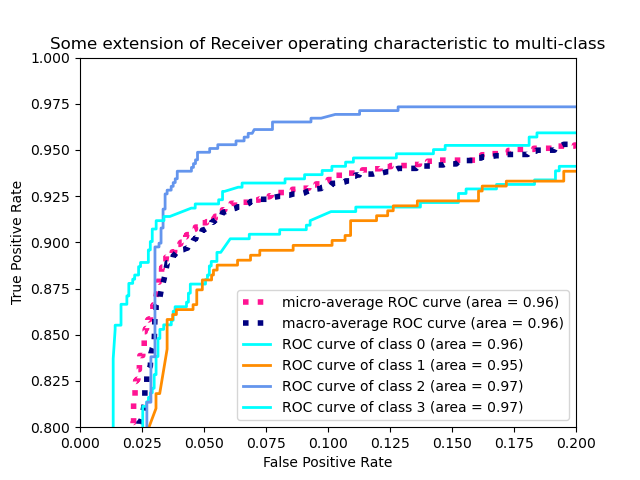 Some extension of Receiver operating characteristic to multi-class
1.000
0.975
0.950
0.925
0.900
0.875
0.850
0.825
0.800
True Positive Rate
micro-average ROC curve (area = 0.96)
macro-average ROC curve (area = 0.96)
ROC curve of class 0 (area = 0.96)
ROC curve of class 1 (area = 0.95)
ROC curve of class 2 (area = 0.97)
ROC curve of class 3 (area = 0.97)
0.000 0.025 0.050 0.075 0.100 0.125 0.150 0.175 0.200
False Positive Rate